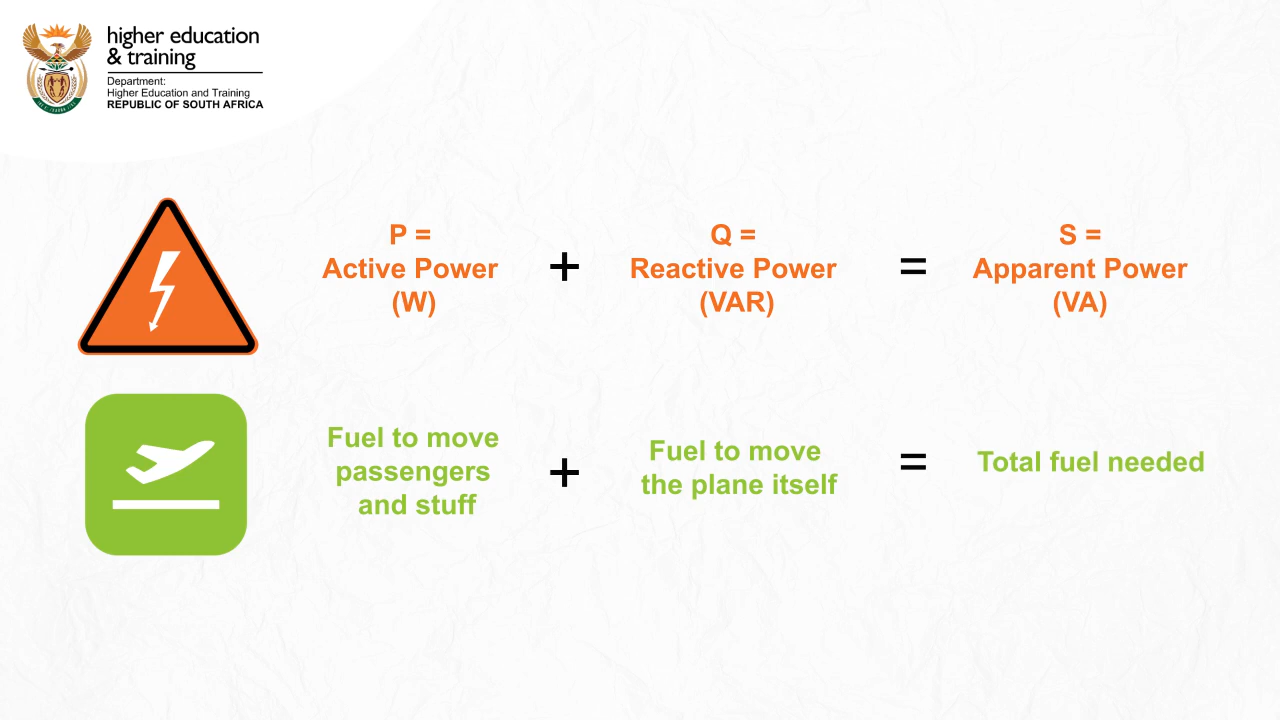 higher education
& training
Department:
Higher Education and Training
REPUBLIC OF SOUTH AFRICA
P =
Active Power
(W)
+
Q =
Reactive Power
(VAR)
=
S =
Apparent Power
(VA)
Fuel to move
passengers
and stuff
+
Fuel to move
the plane itself
=
Total fuel needed